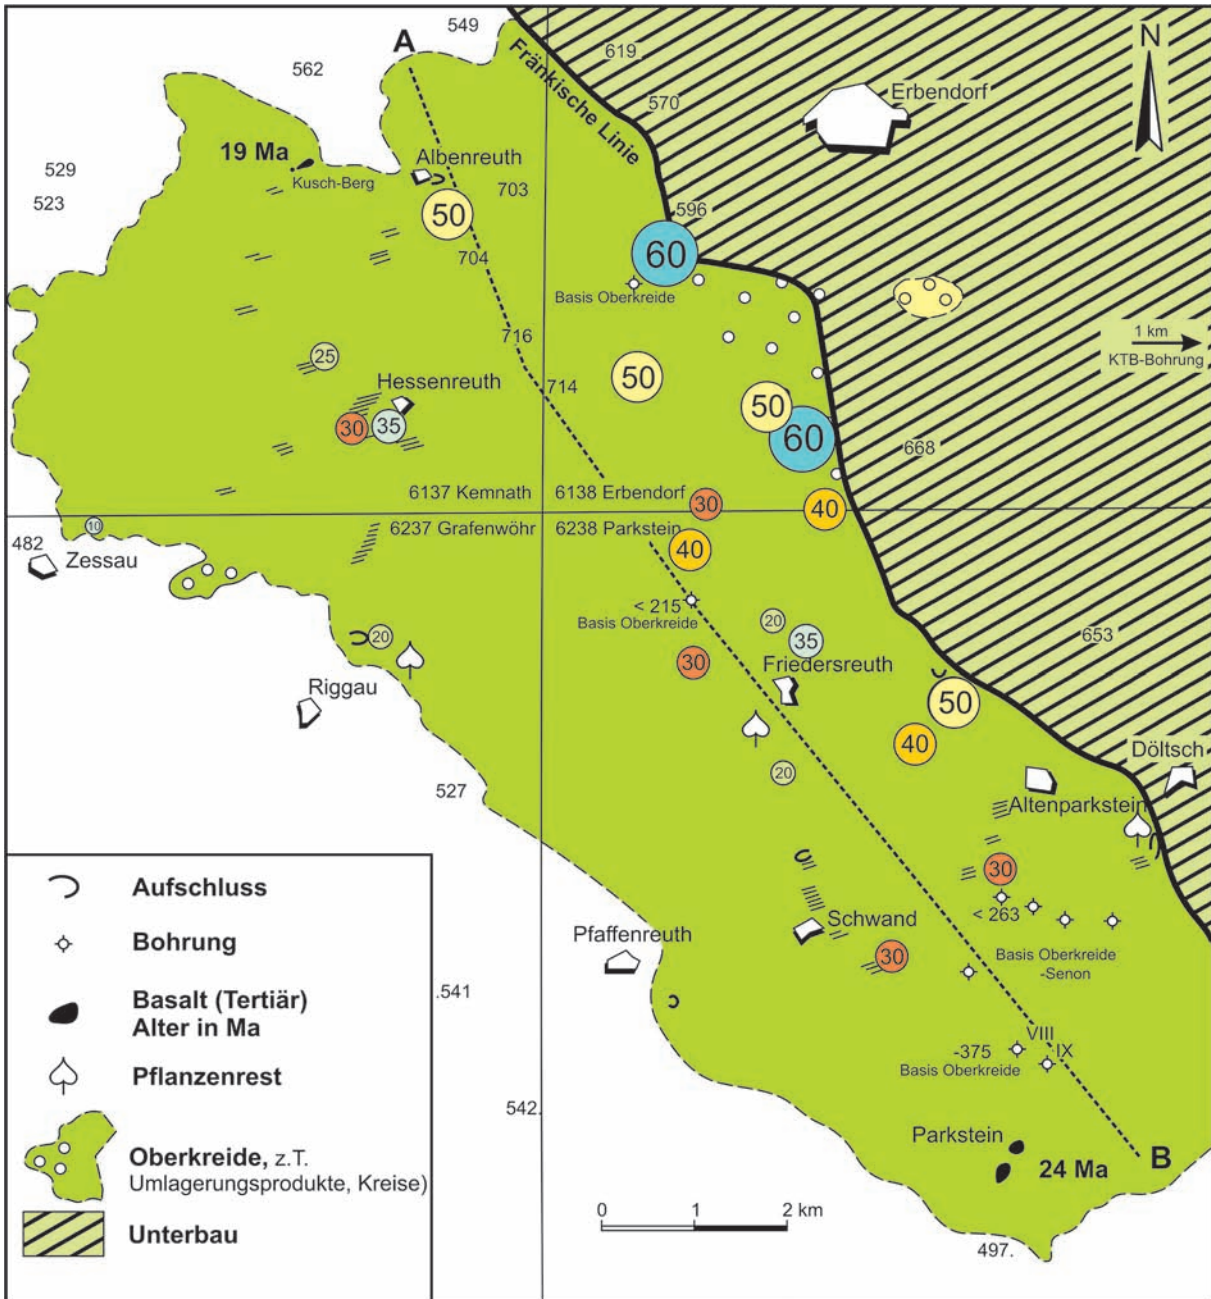 549
A
619
N
Fränkische Linie
562
570
Erbendorf
19 Ma
Albenreuth
529
Kusch-Berg
703
523
596
50
60
704
Basis Oberkreide
1 km
KTB-Bohrung
716
25
50
Hessenreuth
714
50
30
35
60
668
6137 Kemnath
6138 Erbendorf
30
40
10
6237 Grafenwöhr
6238 Parkstein
482
Zessau
40
< 215
Basis Oberkreide
20
20
35
653
30
Friedersreuth
Riggau
50
40
Döltsch
20
527
Altenparkstein
30
Aufschluss
< 263
Schwand
Bohrung
Pfaffenreuth
30
Basis Oberkreide
-Senon
.541
Basalt (Tertiär)
Alter in Ma
VIII
-375
IX
Basis Oberkreide
Pflanzenrest
542.
Parkstein
B
Oberkreide, z.T.
24 Ma
Umlagerungsprodukte, Kreise)
0 1 2 km
Unterbau
497.